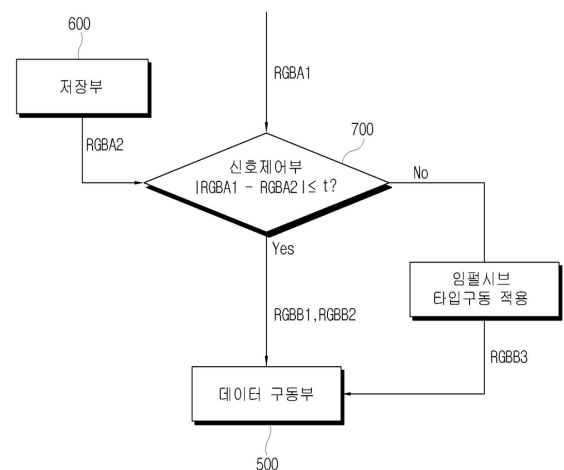 600
저장부
RGBA1
RGBA2
700
신호제어부
|RGBA1 - RGBA2|≤ t?
No
Yes
임펄시브
타입구동 적용
RGBB1,RGBB2
RGBB3
데이터 구동부
500